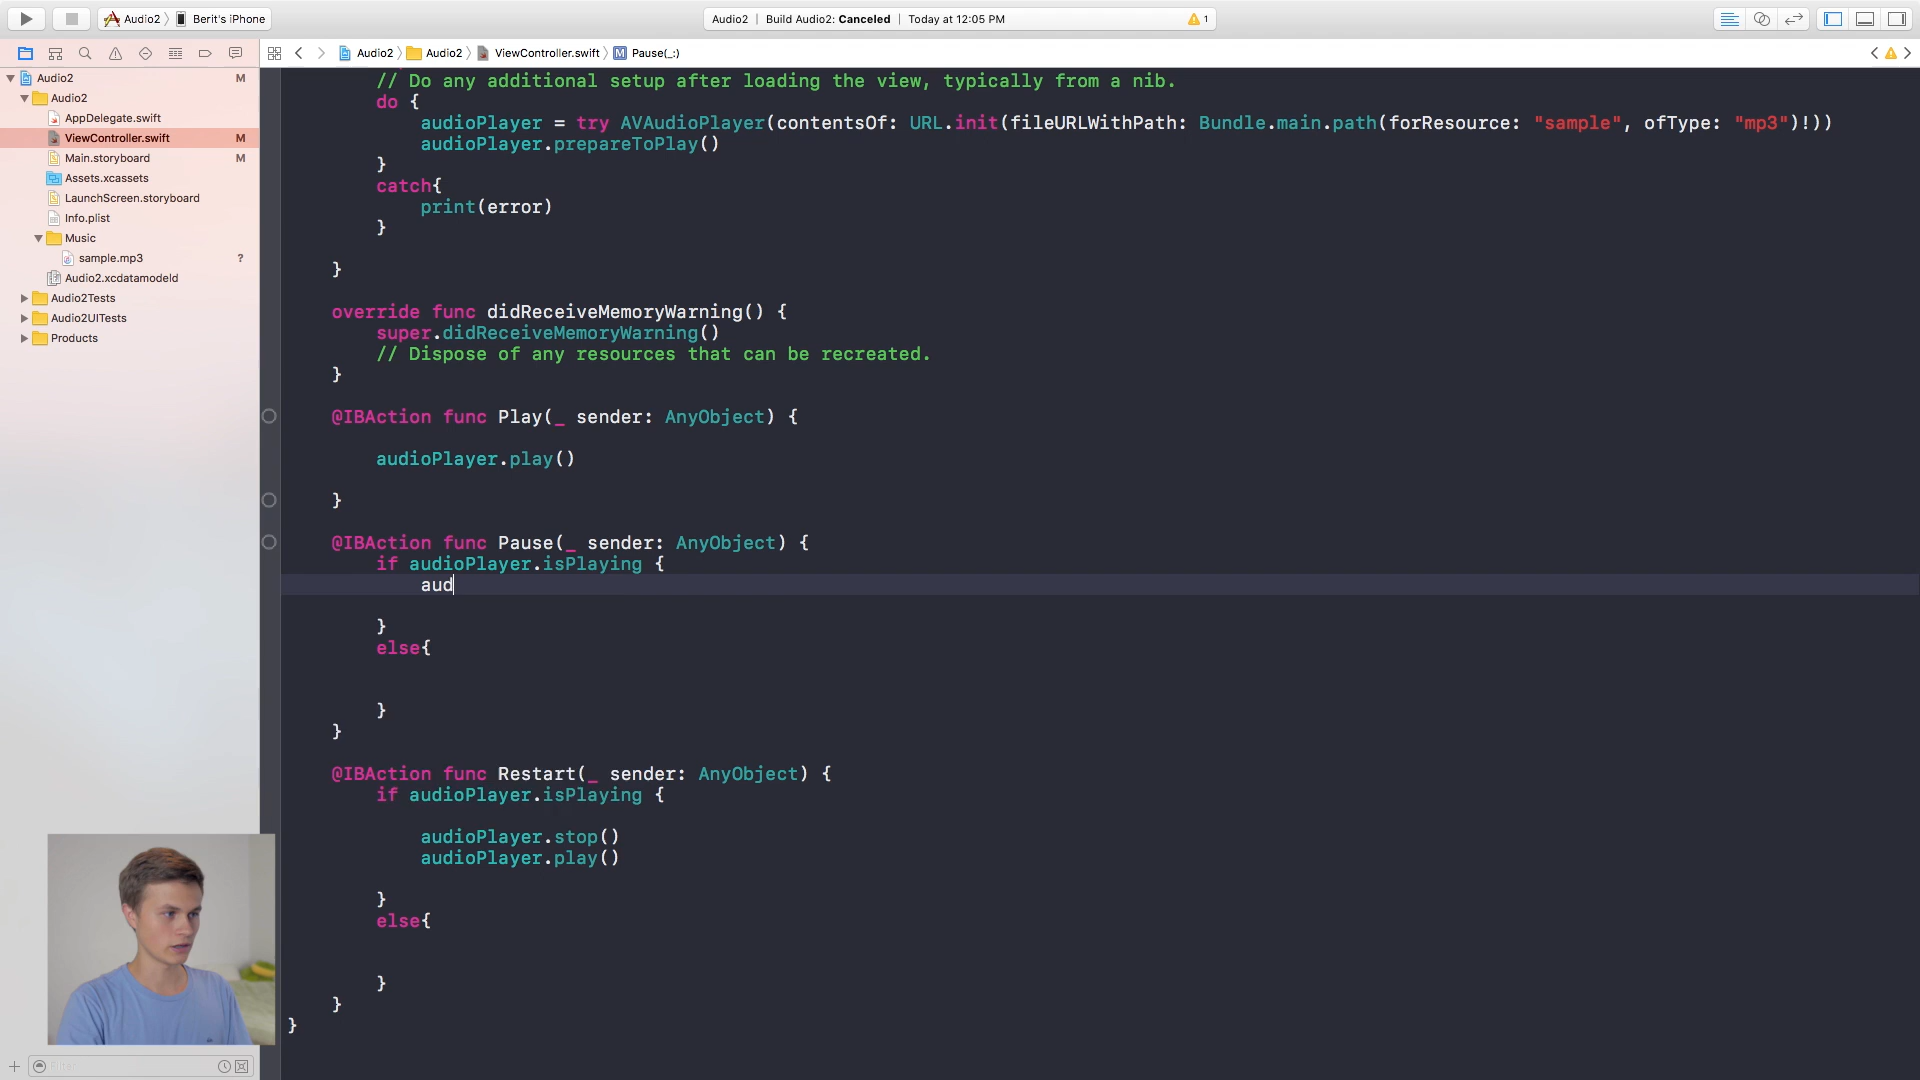 Audio2 Berit's iPhone
Audio2 | Build Audio2: Canceled | Today at 12:05 PM 1
Audio2 Audio2 ViewController.swift M Pause(_:)
Audio2 M
Audio2
AppDelegate.swift
ViewController.swift M
Main.storyboard M
Assets.xcassets
LaunchScreen.storyboard
Info.plist
Music
sample.mp3 ?
Audio2.xcdatamodeld
Audio2Tests
Audio2UITests
Products
Filter
// Do any additional setup after loading the view, typically from a nib.
do {
audioPlayer = try AVAudioPlayer(contentsOf: URL.init(fileURLWithPath: Bundle.main.path(forResource: "sample", ofType: "mp3")!))
audioPlayer.prepareToPlay()
}
catch{
print(error)
}
}
override func didReceiveMemoryWarning() {
super.didReceiveMemoryWarning()
// Dispose of any resources that can be recreated.
}
@IBAction func Play(_ sender: AnyObject) {
audioPlayer.play()
}
@IBAction func Pause(_ sender: AnyObject) {
if audioPlayer.isPlaying {
aud
}
else{
}
}
@IBAction func Restart(_ sender: AnyObject) {
if audioPlayer.isPlaying {
audioPlayer.stop()
audioPlayer.play()
}
else{
}
}
}